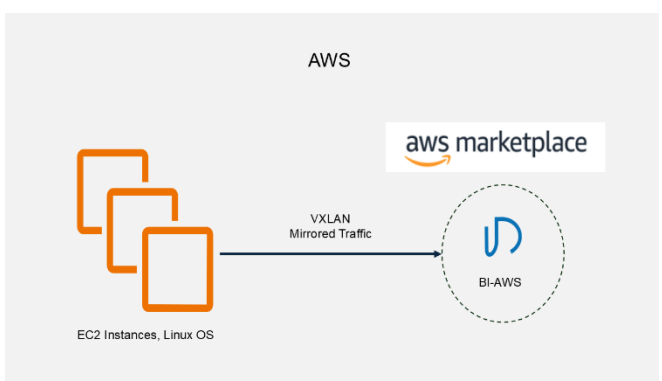 AWS
aws marketplace
VXLAN
Mirrored Traffic
BI-AWS
EC2 Instances, Linux OS